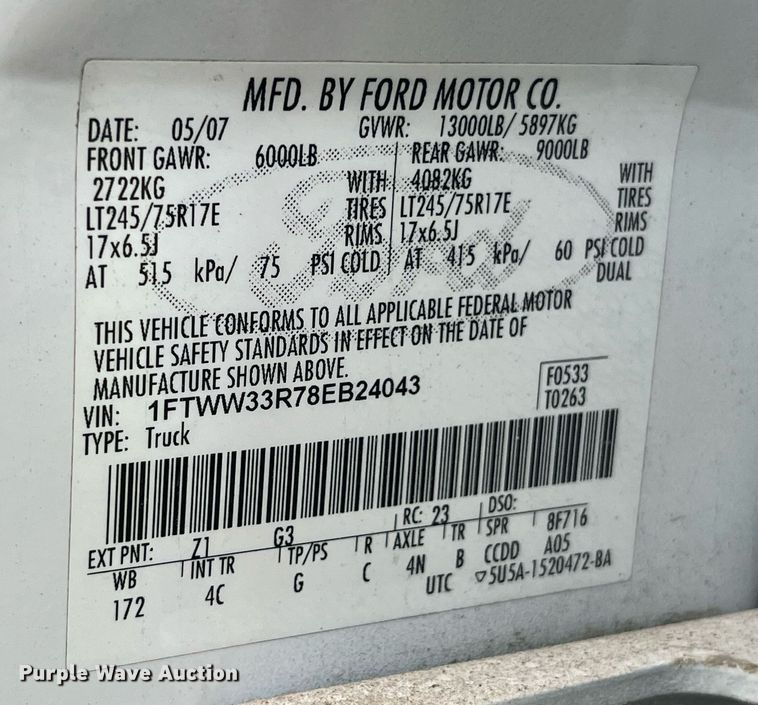 MFD. BY FORD MOTOR CO.
DATE: 05/07 GVWR: 13000LB/ 5897KG
FRONT GAWR: 6000LB REAR GAWR: 9000LB
2722KG WITH 4082KG WITH
LT245/75R17E TIRES LT245/75R17E TIRES
17x6.5J RIMS 17x6.5J RIMS
AT 515 kPa/ 75 PSI COLD AT 415 kPa/ 60 PSI COLD
DUAL
Ford
THIS VEHICLE CONFORMS TO ALL APPLICABLE FEDERAL MOTOR
VEHICLE SAFETY STANDARDS IN EFFECT ON THE DATE OF
MANUFACTURE SHOWN ABOVE.
VIN: 1FTWW33R78EB24043 F0533
TYPE: Truck T0263
EXT PNT: Z1 G3 RC: 23 DSO:
WB INT TR TP/PS R AXLE TR SPR 8F716
172 4C G C 4N B CCDD A05
UTC ▽5U5A-1520472-BA
Purple Wave Auction